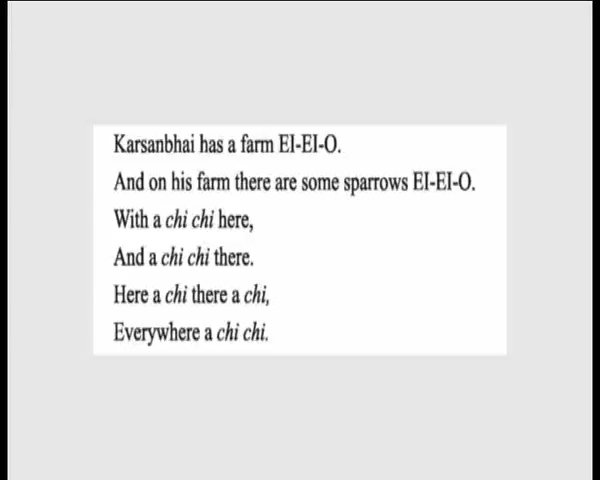 Karsanbhai has a farm EI-EI-O.
And on his farm there are some sparrows EI-EI-O.
With a chi chi here,
And a chi chi there.
Here a chi there a chi,
Everywhere a chi chi.